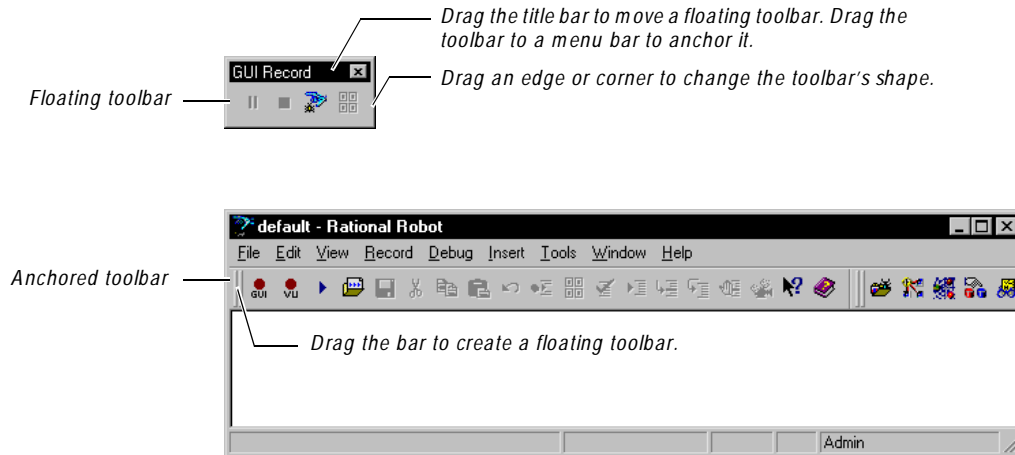 Drag the title bar to move a floating toolbar. Drag the
toolbar to a menu bar to anchor it.
GUI Record
Drag an edge or corner to change the toolbar's shape.
Floating toolbar
default - Rational Robot
File Edit View Record Debug Insert Tools Window Help
Anchored toolbar
GUI VU
Drag the bar to create a floating toolbar.
Admin